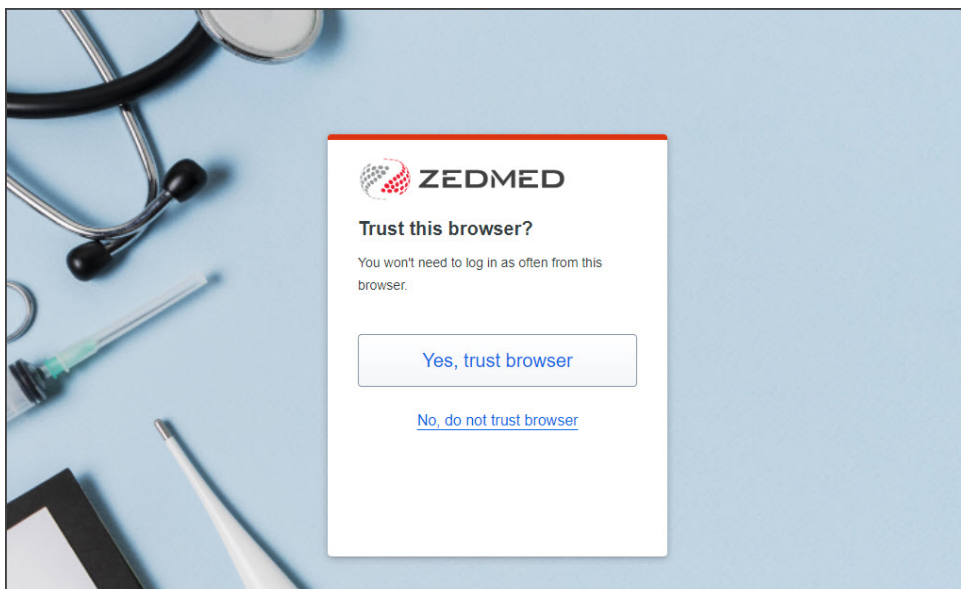 ZEDMED
Trust this browser?
You won't need to log in as often from this
browser.
Yes, trust browser
No, do not trust browser